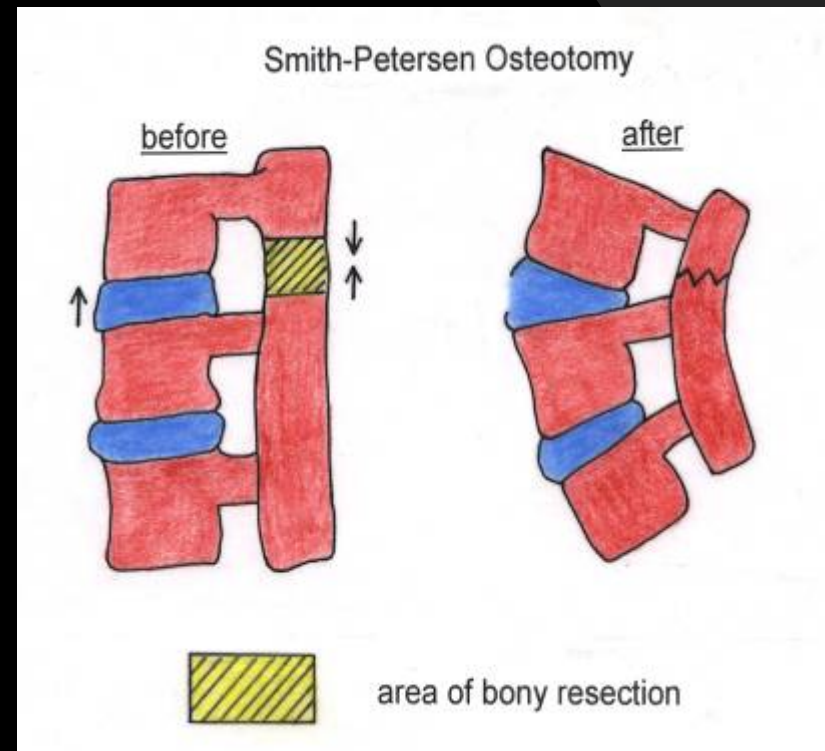 Smith-Petersen Osteotomy
before
after
area of bony resection